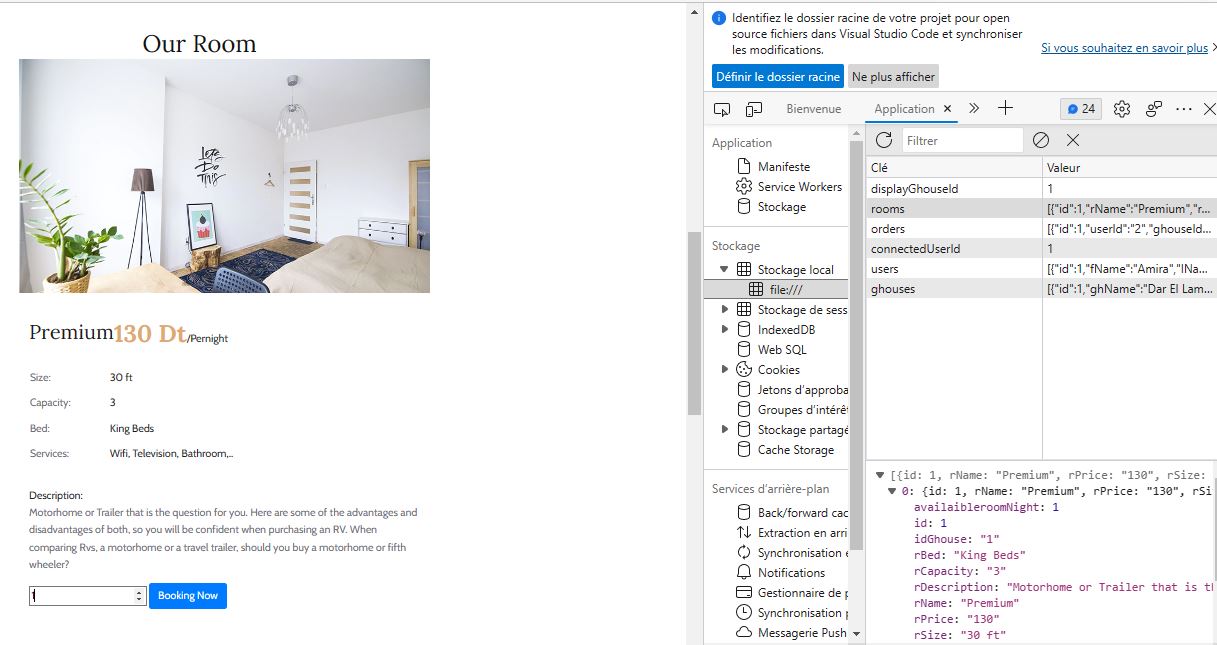 Our Room
Lets
Do
This
Premium130 Dt/Pernight
Size: 30 ft
Capacity: 3
Bed: King Beds
Services: Wifi, Television, Bathroom,..
Description:
Motorhome or Trailer that is the question for you. Here are some of the advantages and
disadvantages of both, so you will be confident when purchasing an RV. When
comparing Rvs, a motorhome or a travel trailer, should you buy a motorhome or fifth
wheeler?
1
Booking Now
Identifiez le dossier racine de votre projet pour open
source fichiers dans Visual Studio Code et synchroniser
les modifications.
Si vous souhaitez en savoir plus
Définir le dossier racine
Ne plus afficher
Bienvenue
Application
24
Application
Manifeste
Service Workers
Stockage
Stockage
Stockage local
file:///
Stockage de sess
IndexedDB
Web SQL
Cookies
Jetons d'approba
Groupes d'intérêt
Stockage partagé
Cache Storage
Services d'arrière-plan
Back/forward cac
Extraction en arri
Synchronisation e
Notifications
Gestionnaire de p
Synchronisation p
Messagerie Push
Filtrer
Clé Valeur
displayGhouseId 1
rooms [{"id":1,"rName":"Premium","r...
orders [{"id":1,"userId":"2","ghouseId...
connectedUserId 1
users [{"id":1,"fName":"Amira","lNa...
ghouses [{"id":1,"ghName":"Dar El Lam...
[{id: 1, rName: "Premium", rPrice: "130", rSize:
0: {id: 1, rName: "Premium", rPrice: "130", rSi
availaibleroomNight: 1
id: 1
idGhouse: "1"
rBed: "King Beds"
rCapacity: "3"
rDescription: "Motorhome or Trailer that is th
rName: "Premium"
rPrice: "130"
rSize: "30 ft"